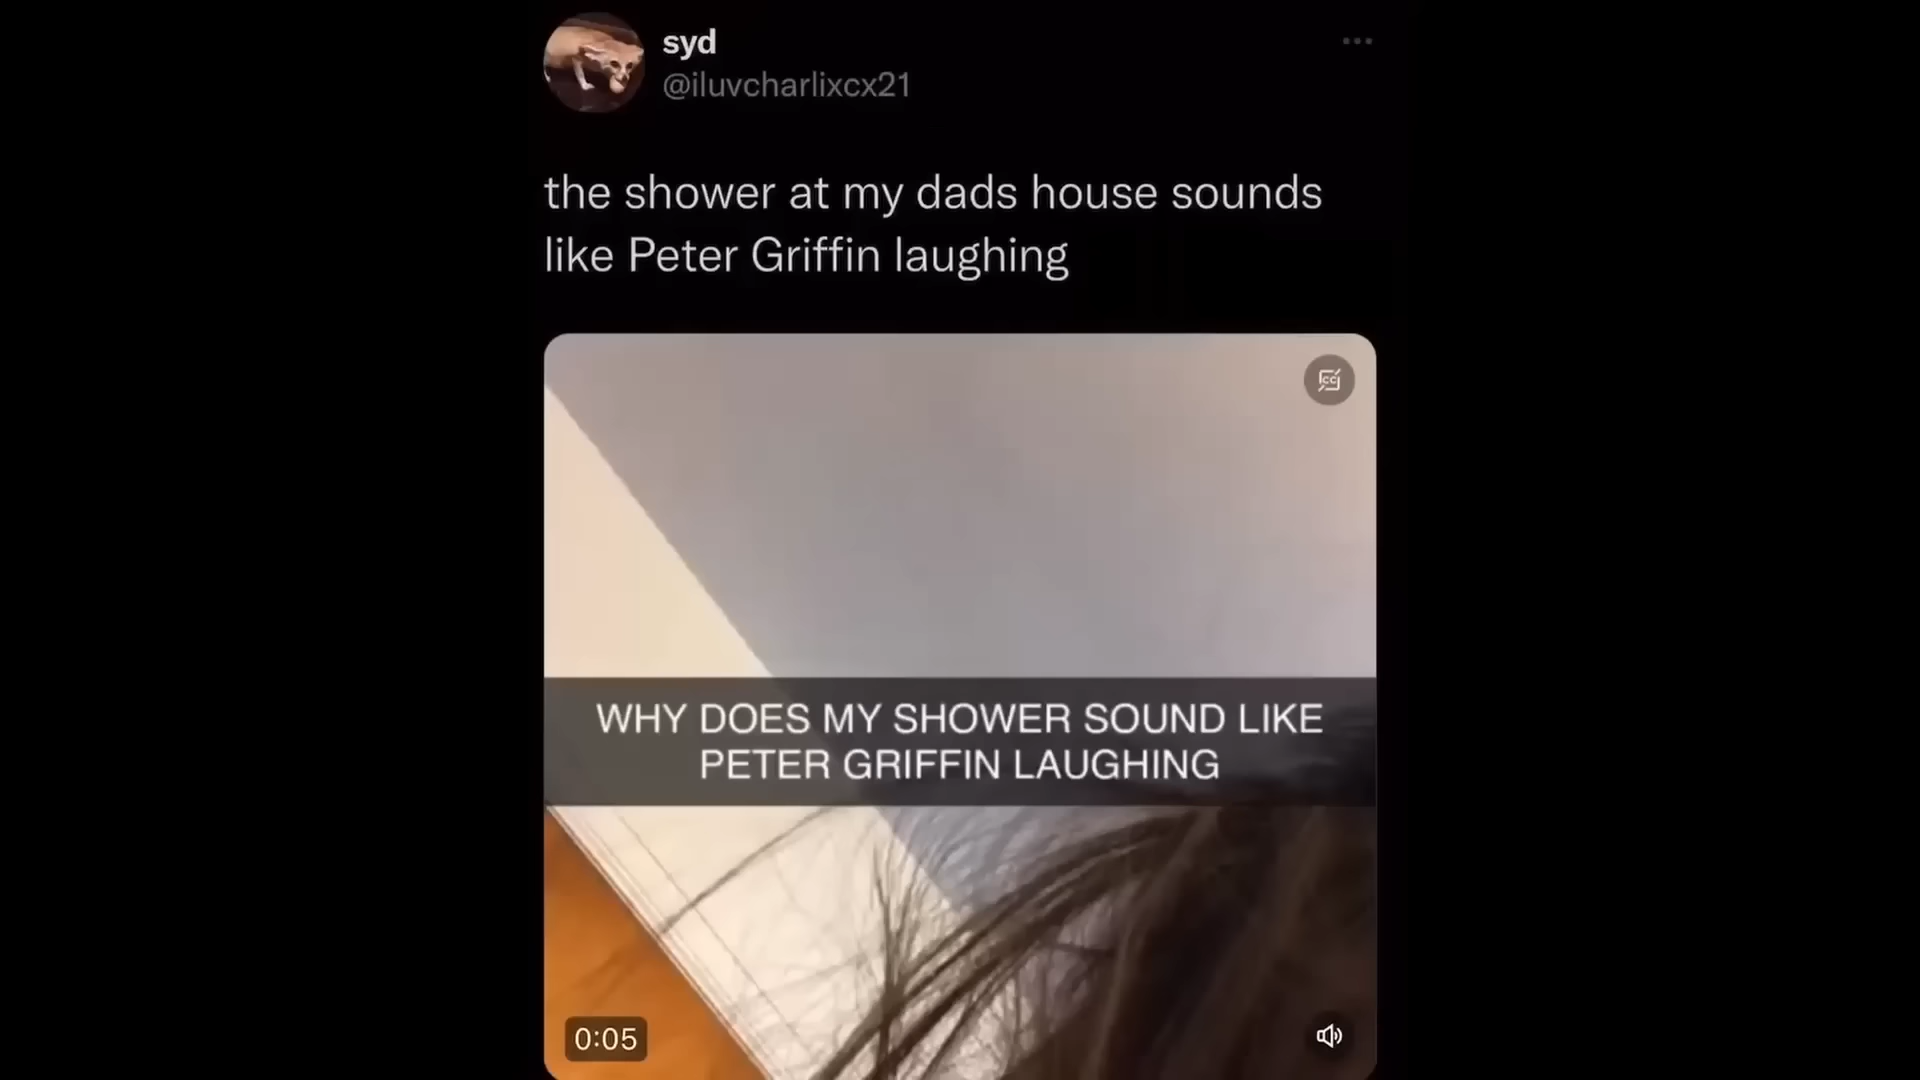 syd
@iluvcharlixcx21
the shower at my dads house sounds
like Peter Griffin laughing
CC
WHY DOES MY SHOWER SOUND LIKE
PETER GRIFFIN LAUGHING
0:05